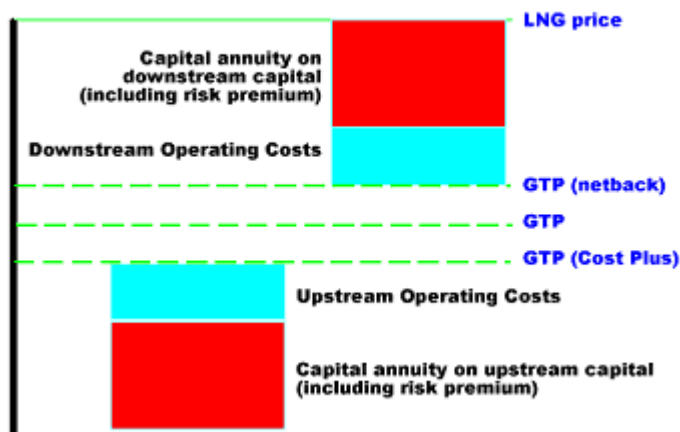 LNG price
Capital annuity on
downstream capital
(including risk premium)
Downstream Operating Costs
GTP (netback)
GTP
GTP (Cost Plus)
Upstream Operating Costs
Capital annuity on upstream capital
(including risk premium)